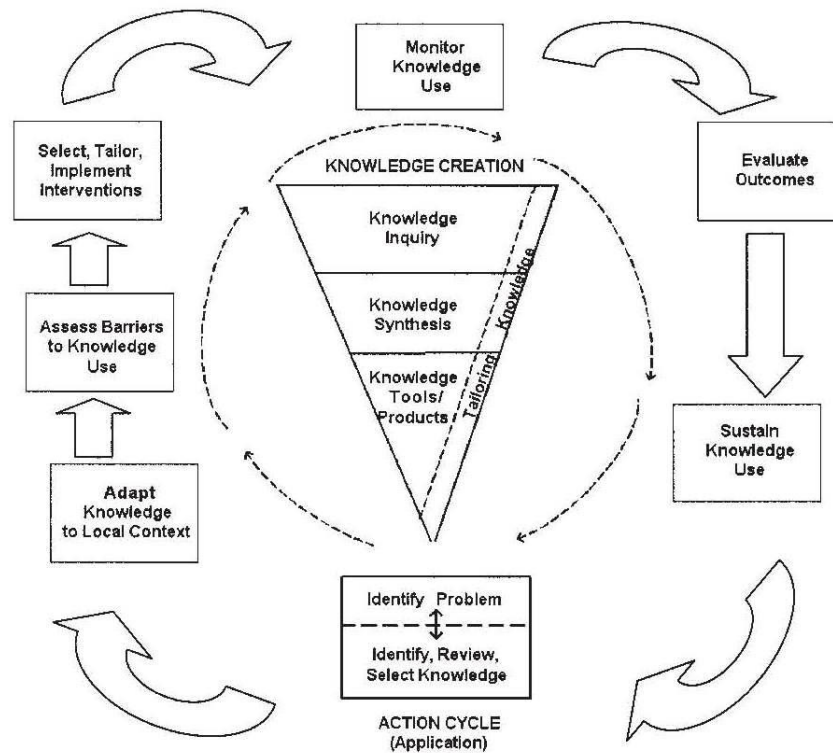 Monitor
Knowledge
Use
Select, Tailor,
Implement
Interventions
Evaluate
Outcomes
KNOWLEDGE CREATION
Knowledge
Inquiry
Knowledge
Synthesis
Knowledge
Tools/
Products
Tailoring Knowledge
Assess Barriers
to Knowledge
Use
Sustain
Knowledge
Use
Adapt
Knowledge
to Local Context
Identify Problem
Identify, Review,
Select Knowledge
ACTION CYCLE
(Application)